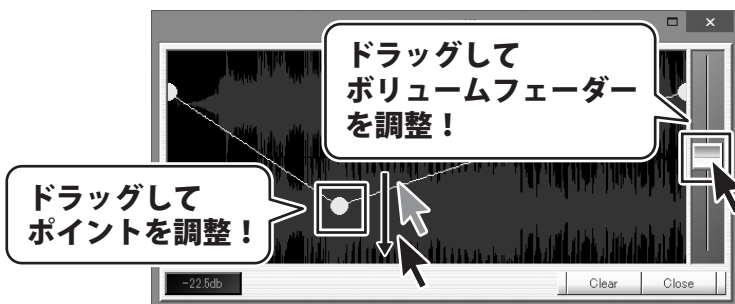 ドラッグして
ボリュームフェーダー
を調整！
ドラッグして
ポイントを調整！
-22.5db
Clear
Close